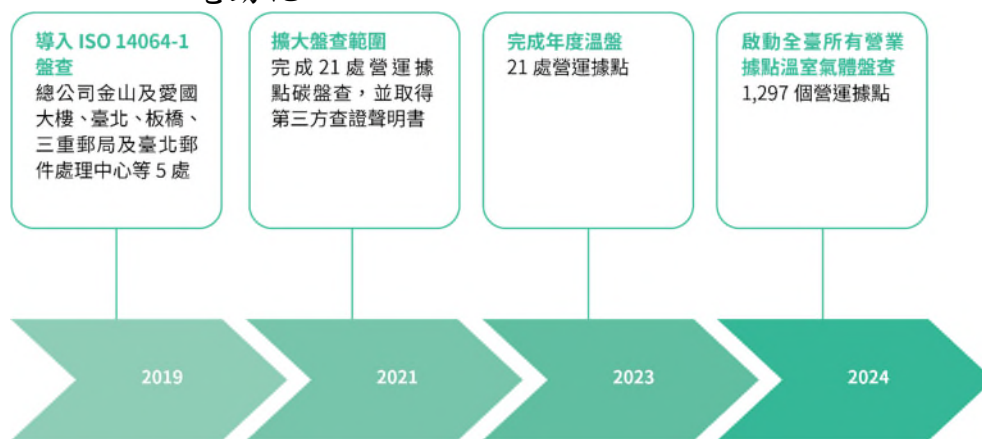 導入 ISO 14064-1
盤查
總公司金山及愛國
大樓、臺北、板橋、
三重郵局及臺北郵
件處理中心等 5 處
擴大盤查範圍
完成 21 處營運據
點碳盤查，並取得
第三方查證聲明書
完成年度溫盤
21 處營運據點
啟動全臺所有營業
據點溫室氣體盤查
1,297 個營運據點
2019
2021
2023
2024